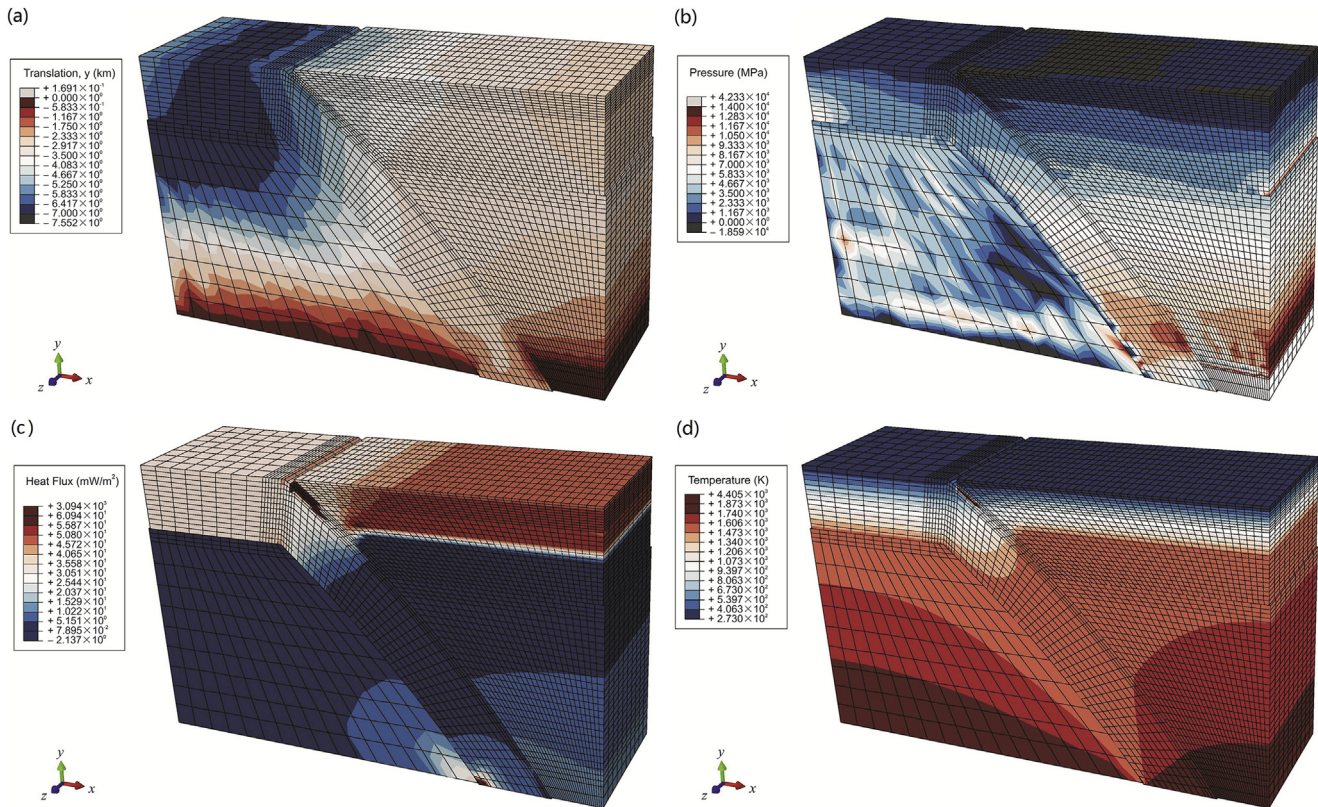 (a)
Translation, y (km)
+ 1.691×10⁻¹
+ 0.000×10⁰
− 5.833×10⁻¹
− 1.167×10⁰
− 1.750×10⁰
− 2.333×10⁰
− 2.917×10⁰
− 3.500×10⁰
− 4.083×10⁰
− 4.667×10⁰
− 5.250×10⁰
− 5.833×10⁰
− 6.417×10⁰
− 7.000×10⁰
− 7.552×10⁰
y
z
x
(b)
Pressure (MPa)
+ 4.233×10⁴
+ 1.400×10⁴
+ 1.283×10⁴
+ 1.167×10⁴
+ 1.050×10⁴
+ 9.333×10³
+ 8.167×10³
+ 7.000×10³
+ 5.833×10³
+ 4.667×10³
+ 3.500×10³
+ 2.333×10³
+ 1.167×10³
+ 0.000×10⁰
− 1.859×10⁴
y
z
x
(c)
Heat Flux (mW/m²)
+ 3.094×10³
+ 6.094×10¹
+ 5.587×10¹
+ 5.080×10¹
+ 4.572×10¹
+ 4.065×10¹
+ 3.558×10¹
+ 3.051×10¹
+ 2.544×10¹
+ 2.037×10¹
+ 1.529×10¹
+ 1.022×10¹
+ 5.151×10⁰
+ 7.895×10⁻²
− 2.137×10⁰
y
z
x
(d)
Temperature (K)
+ 4.405×10³
+ 1.873×10³
+ 1.740×10³
+ 1.606×10³
+ 1.473×10³
+ 1.340×10³
+ 1.206×10³
+ 1.073×10³
+ 9.397×10²
+ 8.063×10²
+ 6.730×10²
+ 5.397×10²
+ 4.063×10²
+ 2.730×10²
y
z
x